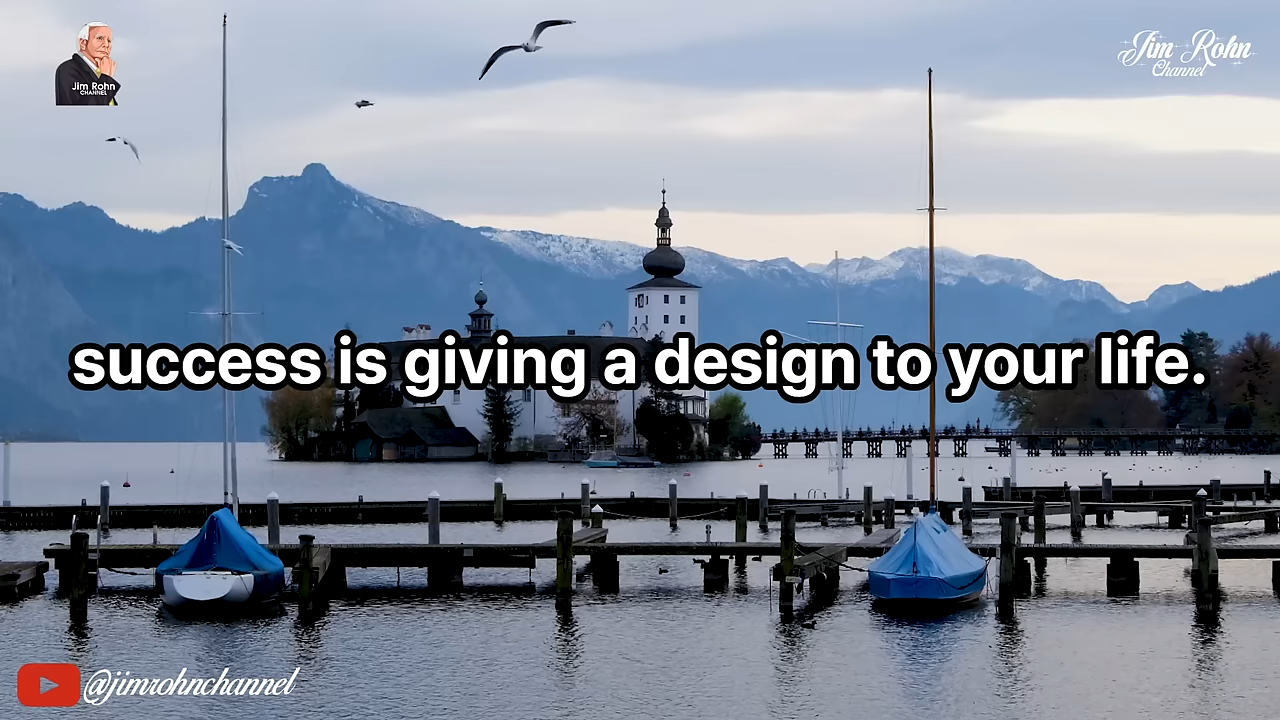 Jim Rohn
CHANNEL
Jim Rohn
Channel
success is giving a design to your life.
@jimrohnchannel